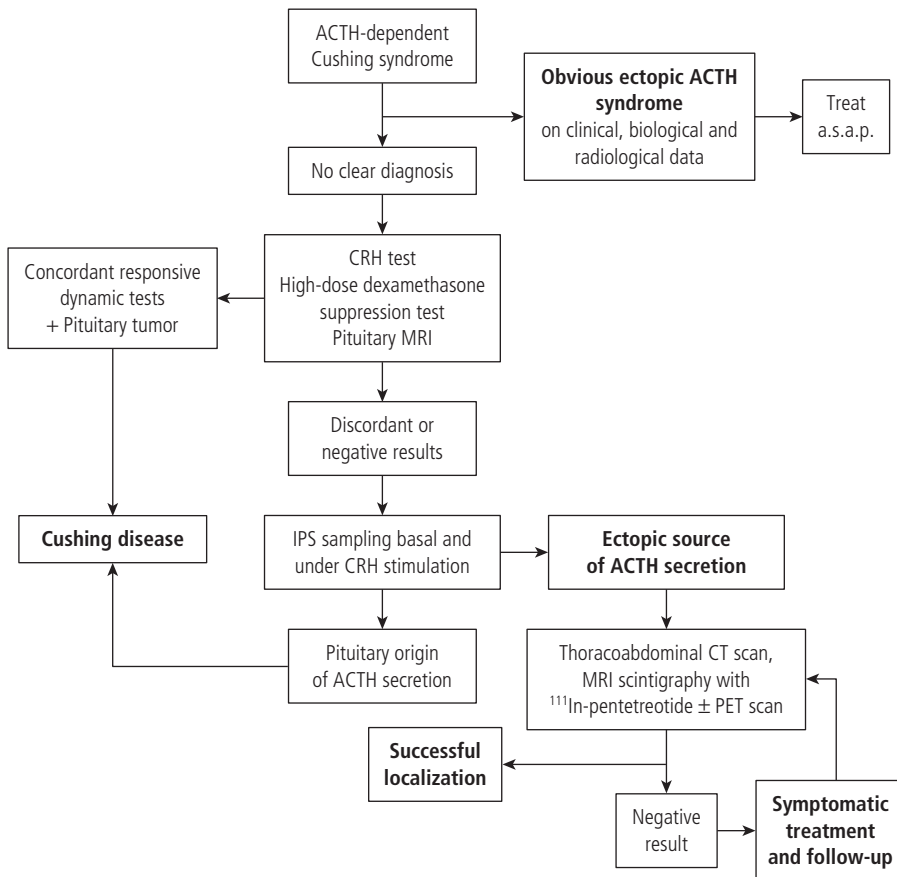 ACTH-dependent
Cushing syndrome
Obvious ectopic ACTH
syndrome
on clinical, biological and
radiological data
Treat
a.s.a.p.
No clear diagnosis
CRH test
High-dose dexamethasone
suppression test
Pituitary MRI
Concordant responsive
dynamic tests
+ Pituitary tumor
Discordant or
negative results
Cushing disease
IPS sampling basal and
under CRH stimulation
Ectopic source
of ACTH secretion
Pituitary origin
of ACTH secretion
Thoracoabdominal CT scan,
MRI scintigraphy with
¹¹¹In-pentetreotide ± PET scan
Successful
localization
Negative
result
Symptomatic
treatment
and follow-up